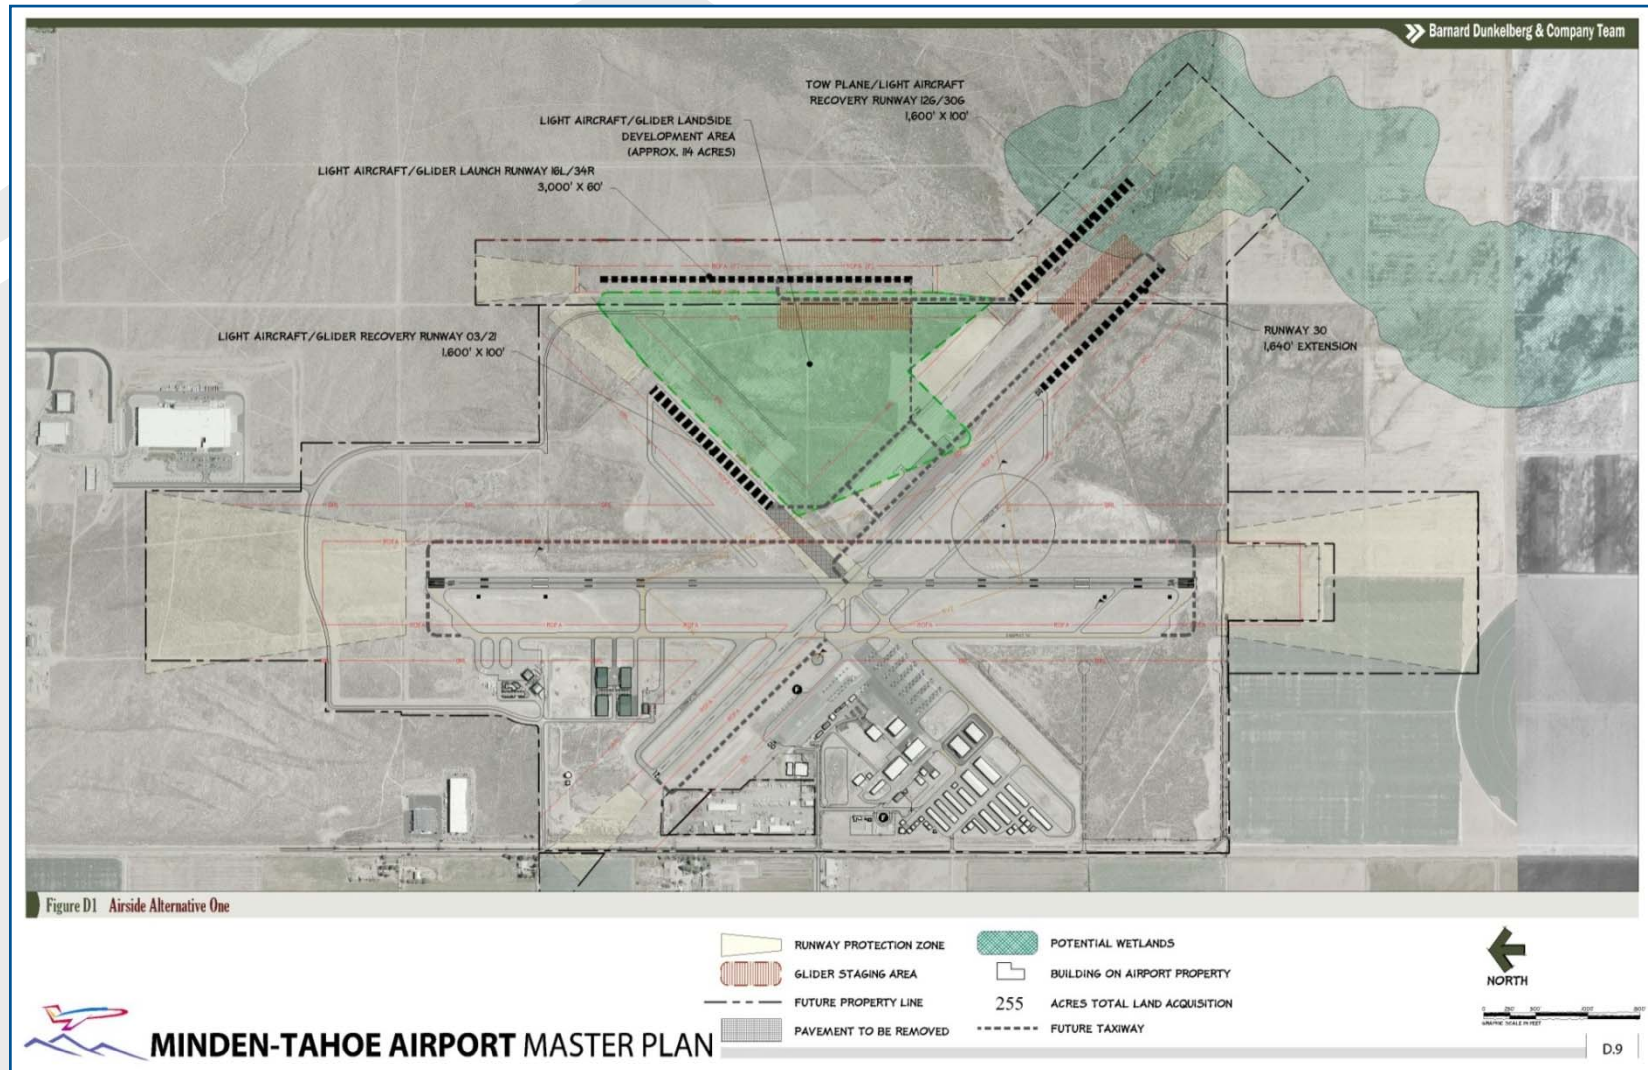 Barnard Dunkelberg & Company Team
TOW PLANE/LIGHT AIRCRAFT
RECOVERY RUNWAY 12G/30G
1,600' X 100'
LIGHT AIRCRAFT/GLIDER LANDSIDE
DEVELOPMENT AREA
(APPROX. 114 ACRES)
LIGHT AIRCRAFT/GLIDER LAUNCH RUNWAY 16L/34R
3,000' X 60'
LIGHT AIRCRAFT/GLIDER RECOVERY RUNWAY 03/21
1,600' X 100'
RUNWAY 30
1,640' EXTENSION
Figure D1 Airside Alternative One
RUNWAY PROTECTION ZONE
GLIDER STAGING AREA
FUTURE PROPERTY LINE
PAVEMENT TO BE REMOVED
POTENTIAL WETLANDS
BUILDING ON AIRPORT PROPERTY
255 ACRES TOTAL LAND ACQUISITION
FUTURE TAXIWAY
NORTH
GRAPHIC SCALE IN FEET
MINDEN-TAHOE AIRPORT MASTER PLAN
D.9